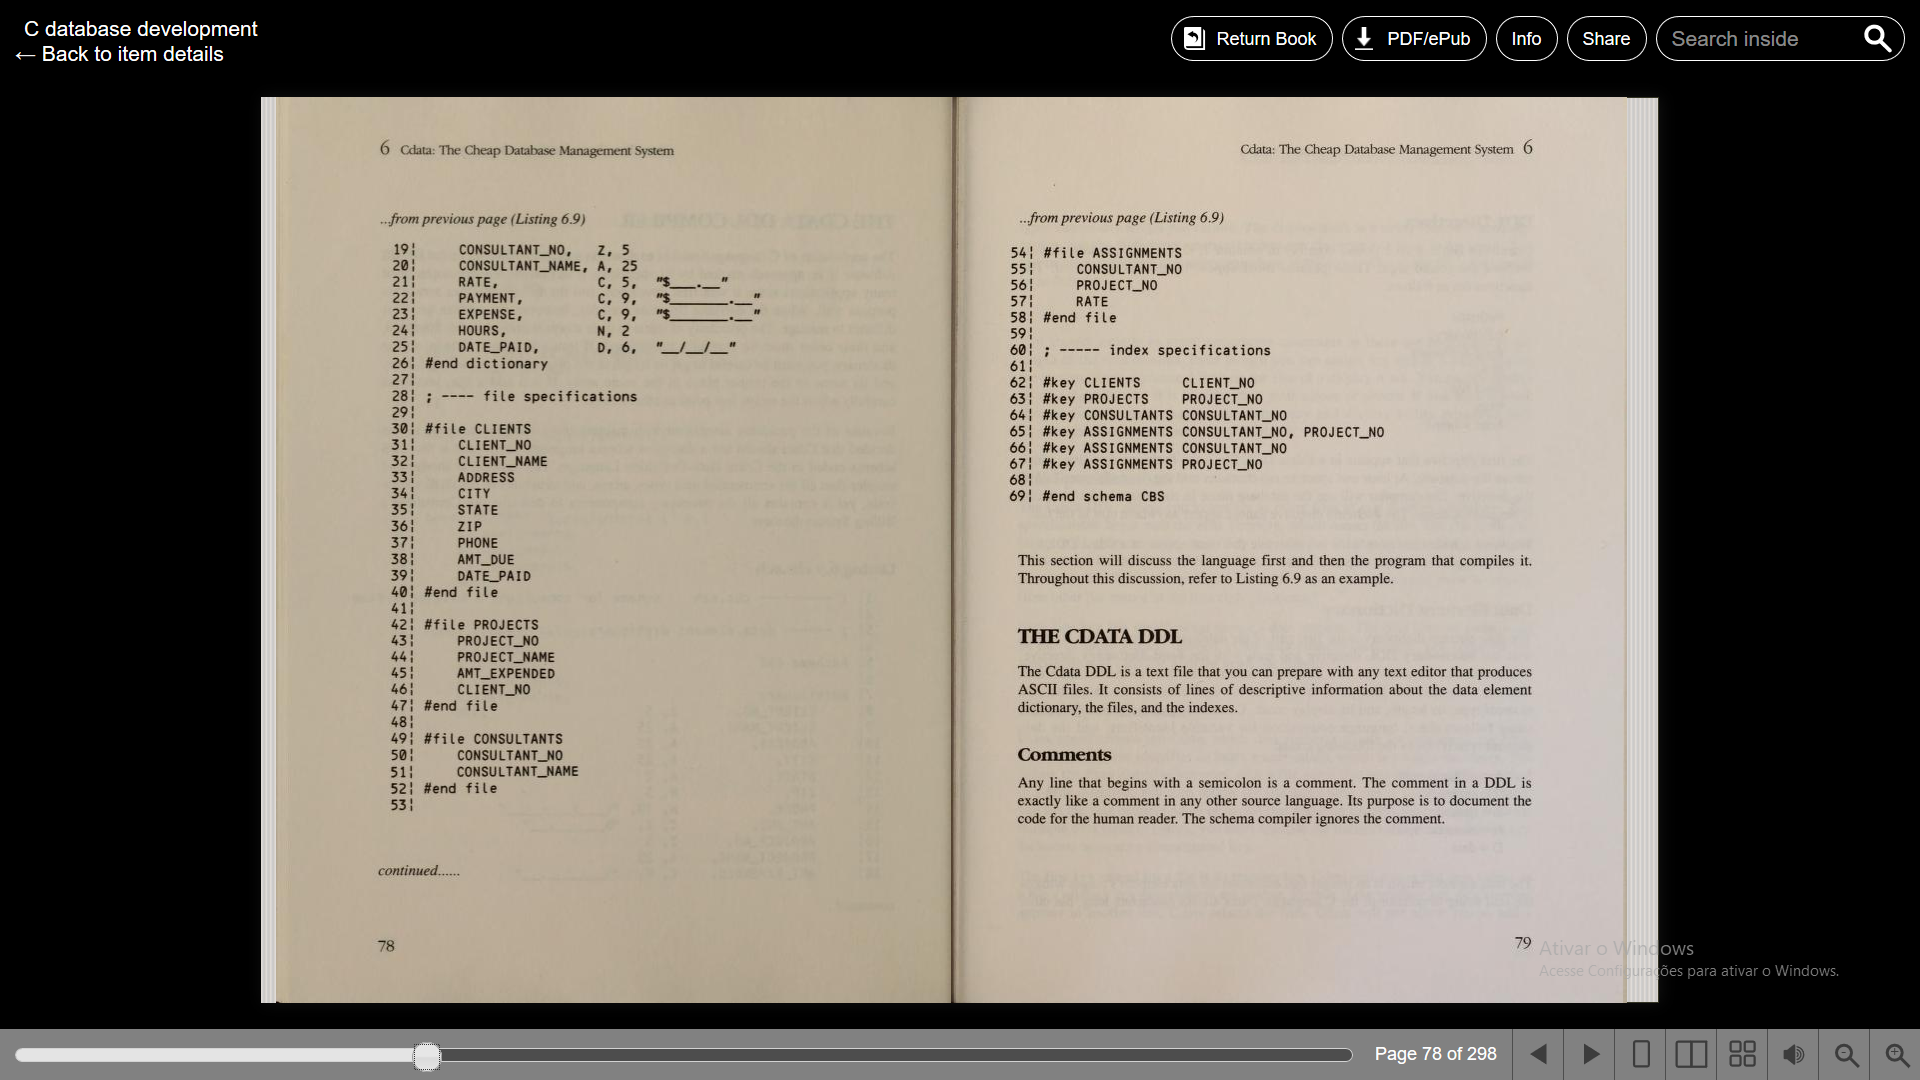 C database development
← Back to item details
Return Book
PDF/ePub
Info
Share
Search inside
6 Cdata: The Cheap Database Management System
...from previous page (Listing 6.9)
19¦ CONSULTANT_NO, Z, 5
20¦ CONSULTANT_NAME, A, 25
21¦ RATE, C, 5, "$___.__"
22¦ PAYMENT, C, 9, "$_______.__"
23¦ EXPENSE, C, 9, "$_______.__"
24¦ HOURS, N, 2
25¦ DATE_PAID, D, 6, "__/__/__"
26¦ #end dictionary
27¦
28¦ ; ---- file specifications
29¦
30¦ #file CLIENTS
31¦ CLIENT_NO
32¦ CLIENT_NAME
33¦ ADDRESS
34¦ CITY
35¦ STATE
36¦ ZIP
37¦ PHONE
38¦ AMT_DUE
39¦ DATE_PAID
40¦ #end file
41¦
42¦ #file PROJECTS
43¦ PROJECT_NO
44¦ PROJECT_NAME
45¦ AMT_EXPENDED
46¦ CLIENT_NO
47¦ #end file
48¦
49¦ #file CONSULTANTS
50¦ CONSULTANT_NO
51¦ CONSULTANT_NAME
52¦ #end file
53¦
continued......
78
Cdata: The Cheap Database Management System 6
...from previous page (Listing 6.9)
54¦ #file ASSIGNMENTS
55¦ CONSULTANT_NO
56¦ PROJECT_NO
57¦ RATE
58¦ #end file
59¦
60¦ ; ----- index specifications
61¦
62¦ #key CLIENTS CLIENT_NO
63¦ #key PROJECTS PROJECT_NO
64¦ #key CONSULTANTS CONSULTANT_NO
65¦ #key ASSIGNMENTS CONSULTANT_NO, PROJECT_NO
66¦ #key ASSIGNMENTS CONSULTANT_NO
67¦ #key ASSIGNMENTS PROJECT_NO
68¦
69¦ #end schema CBS
This section will discuss the language first and then the program that compiles it.
Throughout this discussion, refer to Listing 6.9 as an example.
THE CDATA DDL
The Cdata DDL is a text file that you can prepare with any text editor that produces
ASCII files. It consists of lines of descriptive information about the data element
dictionary, the files, and the indexes.
Comments
Any line that begins with a semicolon is a comment. The comment in a DDL is
exactly like a comment in any other source language. Its purpose is to document the
code for the human reader. The schema compiler ignores the comment.
79
Ativar o Windows
Acesse Configurações para ativar o Windows.
Page 78 of 298